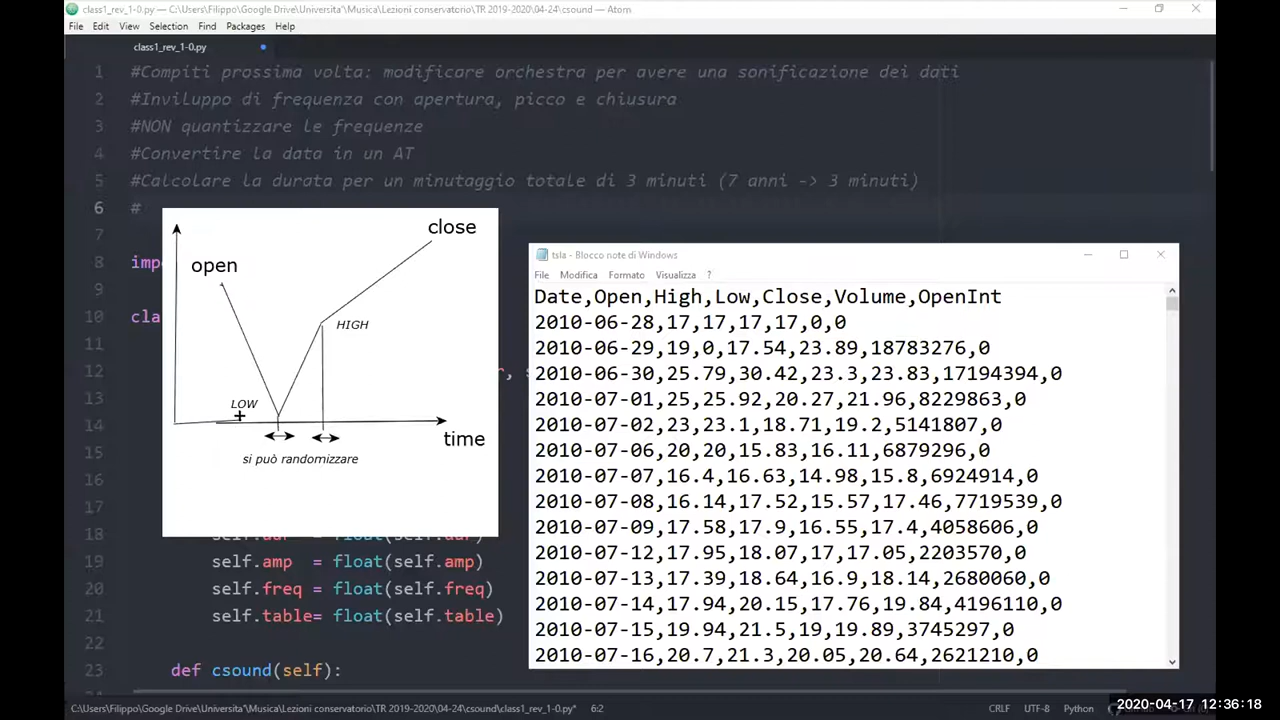 class1_rev_1-0.py — C:\Users\Filippo\Google Drive\Universita'\Musica\Lezioni conservatorio\TR 2019-2020\04-24\csound — Atom
File Edit View Selection Find Packages Help
class1_rev_1-0.py
1 #Compiti prossima volta: modificare orchestra per avere una sonificazione dei dati
2 #Inviluppo di frequenza con apertura, picco e chiusura
3 #NON quantizzare le frequenze
4 #Convertire la data in un AT
5 #Calcolare la durata per un minutaggio totale di 3 minuti (7 anni -> 3 minuti)
6 #
7
8 impo
9
10 cla
11
12
13
14
15
16
17
18 self.dur = float(self.dur)
19 self.amp = float(self.amp)
20 self.freq = float(self.freq)
21 self.table= float(self.table)
22
23 def csound(self):
close
open
HIGH
LOW
time
si può randomizzare
tsla - Blocco note di Windows
File Modifica Formato Visualizza ?
Date,Open,High,Low,Close,Volume,OpenInt
2010-06-28,17,17,17,17,0,0
2010-06-29,19,0,17.54,23.89,18783276,0
2010-06-30,25.79,30.42,23.3,23.83,17194394,0
2010-07-01,25,25.92,20.27,21.96,8229863,0
2010-07-02,23,23.1,18.71,19.2,5141807,0
2010-07-06,20,20,15.83,16.11,6879296,0
2010-07-07,16.4,16.63,14.98,15.8,6924914,0
2010-07-08,16.14,17.52,15.57,17.46,7719539,0
2010-07-09,17.58,17.9,16.55,17.4,4058606,0
2010-07-12,17.95,18.07,17,17.05,2203570,0
2010-07-13,17.39,18.64,16.9,18.14,2680060,0
2010-07-14,17.94,20.15,17.76,19.84,4196110,0
2010-07-15,19.94,21.5,19,19.89,3745297,0
2010-07-16,20.7,21.3,20.05,20.64,2621210,0
C:\Users\Filippo\Google Drive\Universita'\Musica\Lezioni conservatorio\TR 2019-2020\04-24\csound\class1_rev_1-0.py* 6:2
CRLF UTF-8 Python
2020-04-17 12:36:18